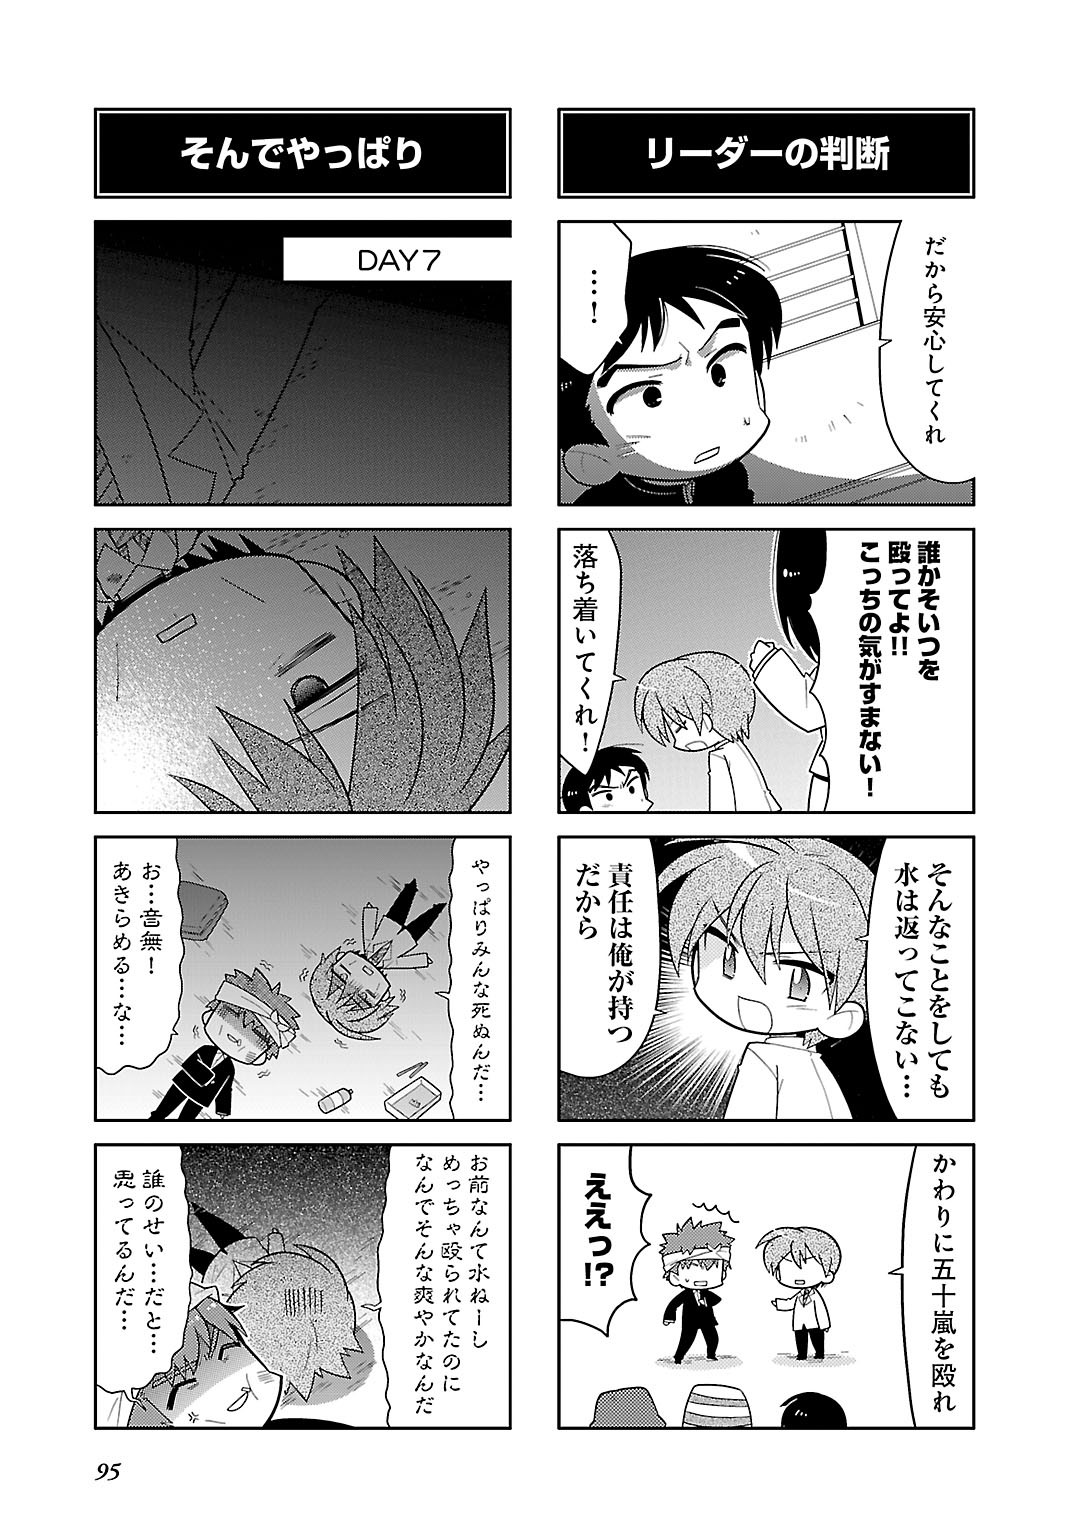 リーダーの判断
だから安心してくれ
…！
誰かそいつを
殴ってよ!!
こっちの気がすまない！
落ち着いてくれ！
そんなことをしても
水は返ってこない…
責任は俺が持つ
だから
かわりに五十嵐を殴れ
ええっ!?
そんでやっぱり
DAY7
やっぱりみんな死ぬんだ…
お…音無！
あきらめる…な…
お前なんて水ねーし
めっちゃ殴られてたのに
なんでそんな爽やかなんだ
誰のせい…だと…
思ってるんだ…
95